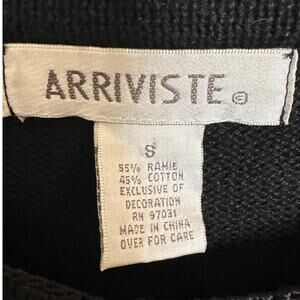 ARRIVISTE ©
S
55% RAMIE
45% COTTON
EXCLUSIVE OF
DECORATION
RN 97031
MADE IN CHINA
OVER FOR CARE